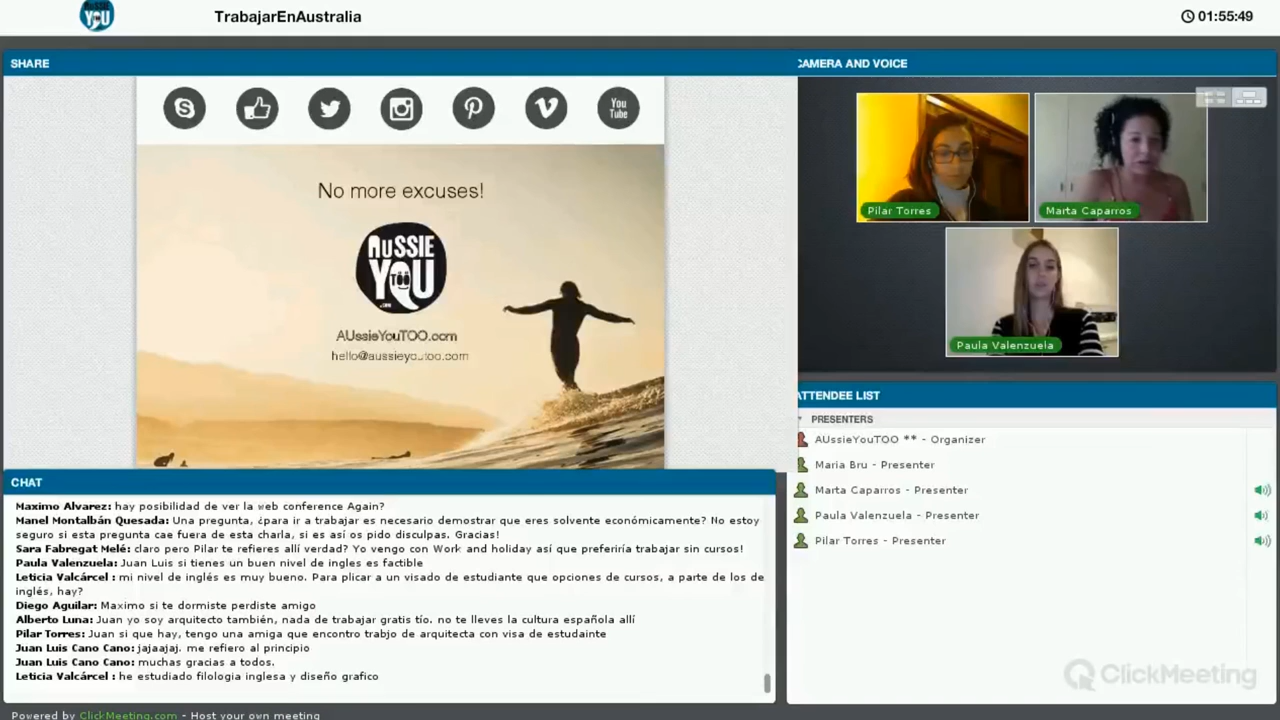 AUSSIE
YOU
TrabajarEnAustralia
01:55:49
SHARE
CAMERA AND VOICE
You
Tube
No more excuses!
AUSSIE
YOU
TOO
.com
AUssieYouTOO.com
hello@aussieyoutoo.com
Pilar Torres
Marta Caparros
Paula Valenzuela
ATTENDEE LIST
PRESENTERS
AUssieYouTOO ** - Organizer
Maria Bru - Presenter
Marta Caparros - Presenter
Paula Valenzuela - Presenter
Pilar Torres - Presenter
CHAT
Maximo Alvarez: hay posibilidad de ver la web conference Again?
Manel Montalbán Quesada: Una pregunta, ¿para ir a trabajar es necesario demostrar que eres solvente económicamente? No estoy
seguro si esta pregunta cae fuera de esta charla, si es así os pido disculpas. Gracias!
Sara Fabregat Melé: claro pero Pilar te refieres allí verdad? Yo vengo con Work and holiday así que preferiría trabajar sin cursos!
Paula Valenzuela: Juan Luis si tienes un buen nivel de ingles es factible
Leticia Valcárcel : mi nivel de inglés es muy bueno. Para plicar a un visado de estudiante que opciones de cursos, a parte de los de
inglés, hay?
Diego Aguilar: Maximo si te dormiste perdiste amigo
Alberto Luna: Juan yo soy arquitecto también, nada de trabajar gratis tío. no te lleves la cultura española allí
Pilar Torres: Juan si que hay, tengo una amiga que encontro trabjo de arquitecta con visa de estudainte
Juan Luis Cano Cano: jajaajaj. me refiero al principio
Juan Luis Cano Cano: muchas gracias a todos.
Leticia Valcárcel : he estudiado filologia inglesa y diseño grafico
ClickMeeting
Powered by ClickMeeting.com - Host your own meeting